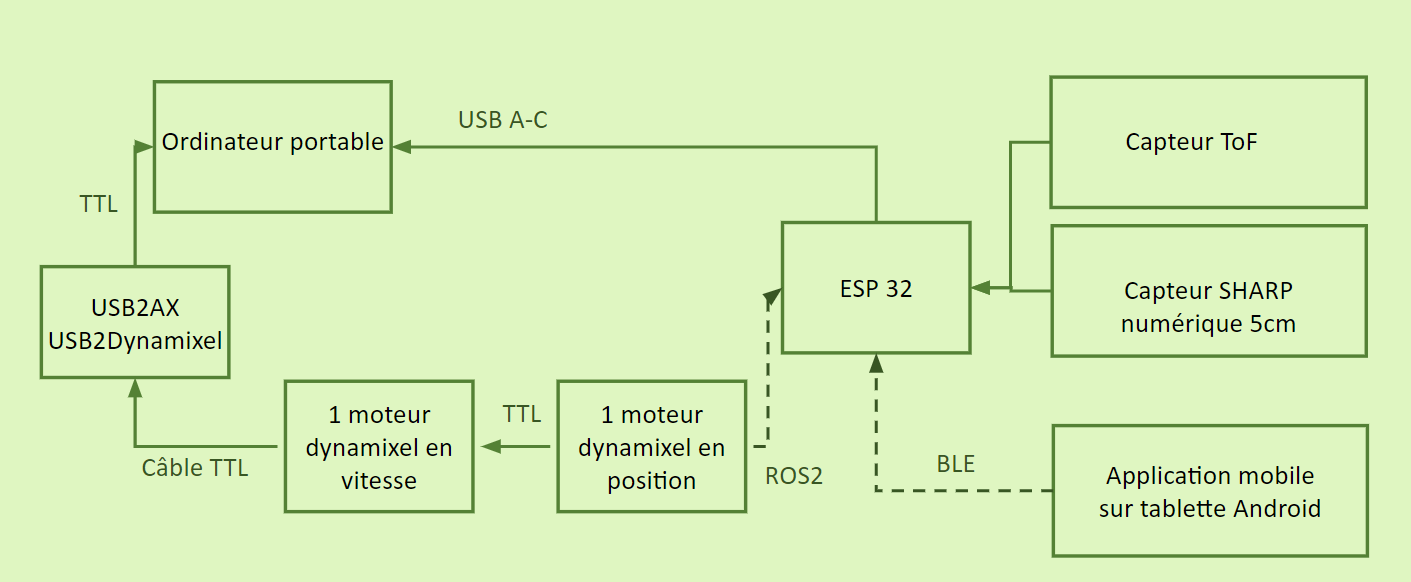 USB A-C
Ordinateur portable
Capteur ToF
TTL
ESP 32
Capteur SHARP
numérique 5cm
USB2AX
USB2Dynamixel
1 moteur
dynamixel en
vitesse
TTL
1 moteur
dynamixel en
position
Câble TTL
ROS2
BLE
Application mobile
sur tablette Android